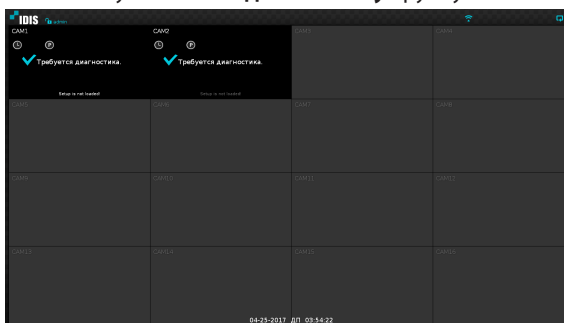 IDIS admin
CAM1 CAM2 CAM3 CAM4
Требуется диагностика. Требуется диагностика.
Setup is not loaded! Setup is not loaded!
CAM5 CAM6 CAM7 CAM8
CAM9 CAM10 CAM11 CAM12
CAM13 CAM14 CAM15 CAM16
04-25-2017 ДП 03:54:22